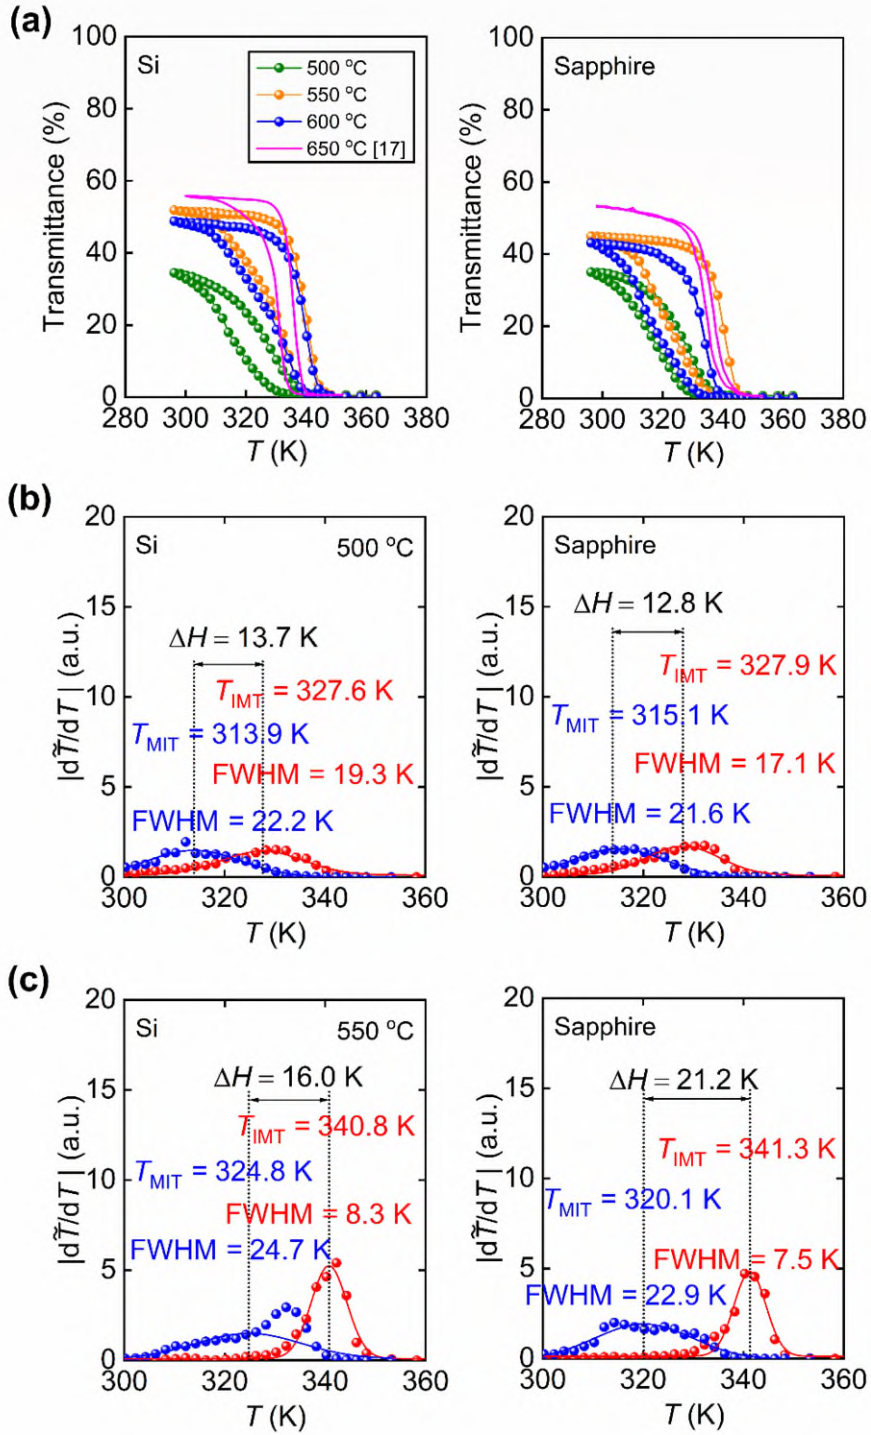 (a)
Si
500 °C
550 °C
600 °C
650 °C [17]
Transmittance (%)
100
80
60
40
20
0
280 300 320 340 360 380
T (K)
Sapphire
Transmittance (%)
100
80
60
40
20
0
280 300 320 340 360 380
T (K)
(b)
Si 500 °C
ΔH = 13.7 K
T_IMT = 327.6 K
T_MIT = 313.9 K
FWHM = 19.3 K
FWHM = 22.2 K
|dT̃/dT| (a.u.)
20
15
10
5
0
300 320 340 360
T (K)
Sapphire
ΔH = 12.8 K
T_IMT = 327.9 K
T_MIT = 315.1 K
FWHM = 17.1 K
FWHM = 21.6 K
|dT̃/dT| (a.u.)
20
15
10
5
0
300 320 340 360
T (K)
(c)
Si 550 °C
ΔH = 16.0 K
T_IMT = 340.8 K
T_MIT = 324.8 K
FWHM = 8.3 K
FWHM = 24.7 K
|dT̃/dT| (a.u.)
20
15
10
5
0
300 320 340 360
T (K)
Sapphire
ΔH = 21.2 K
T_IMT = 341.3 K
T_MIT = 320.1 K
FWHM = 7.5 K
FWHM = 22.9 K
|dT̃/dT| (a.u.)
20
15
10
5
0
300 320 340 360
T (K)